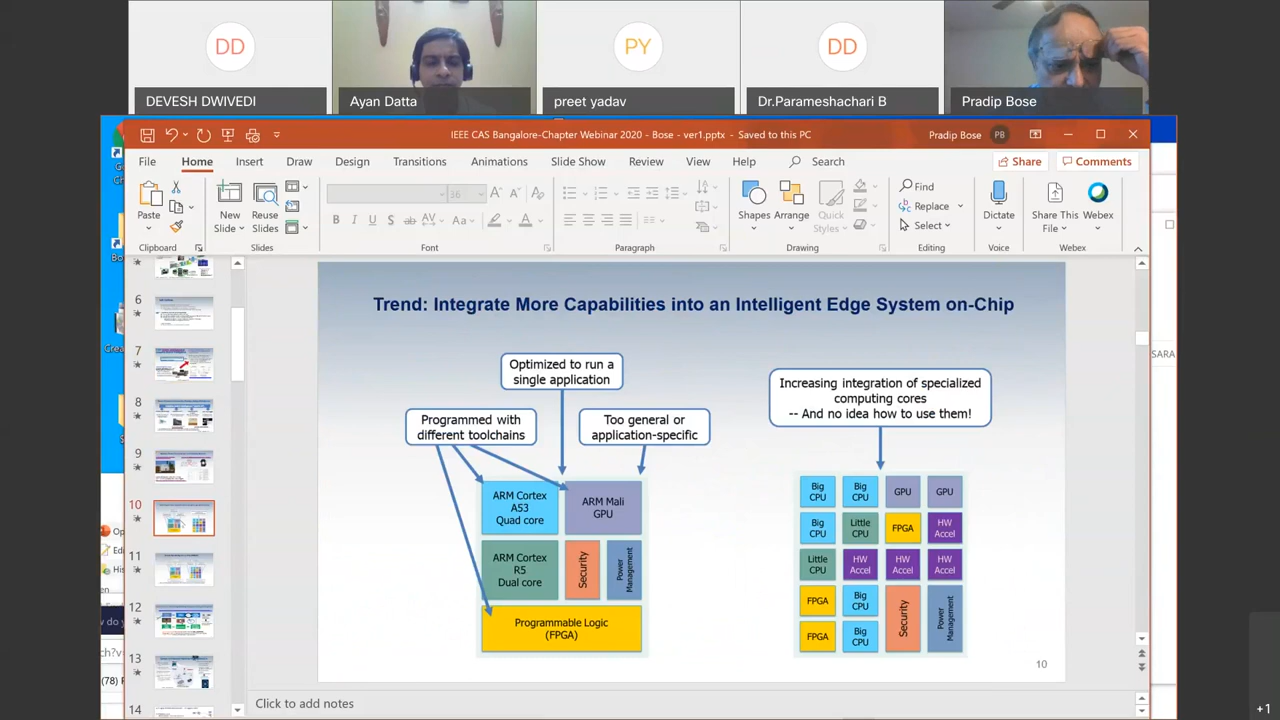 DD
PY
DD
DEVESH DWIVEDI
Ayan Datta
preet yadav
Dr.Parameshachari B
Pradip Bose
IEEE CAS Bangalore-Chapter Webinar 2020 - Bose - ver1.pptx - Saved to this PC
Pradip Bose
PB
File Home Insert Draw Design Transitions Animations Slide Show Review View Help Search
Share
Comments
Paste
New
Slide
Reuse
Slides
36
Shapes
Arrange
Quick
Styles
Find
Replace
Select
Dictate
Share This
File
Webex
Clipboard
Slides
Font
Paragraph
Drawing
Editing
Voice
Webex
6
7
8
9
10
11
12
13
14
Trend: Integrate More Capabilities into an Intelligent Edge System on-Chip
Optimized to run a
single application
Programmed with
different toolchains
Too general or
application-specific
Increasing integration of specialized
computing cores
-- And no idea how to use them!
ARM Cortex
A53
Quad core
ARM Mali
GPU
ARM Cortex
R5
Dual core
Security
Power
Management
Programmable Logic
(FPGA)
Big
CPU
Big
CPU
GPU
GPU
Big
CPU
Little
CPU
FPGA
HW
Accel
Little
CPU
HW
Accel
HW
Accel
HW
Accel
FPGA
Big
CPU
Security
Power
Management
FPGA
Big
CPU
10
Click to add notes
SARA
+1